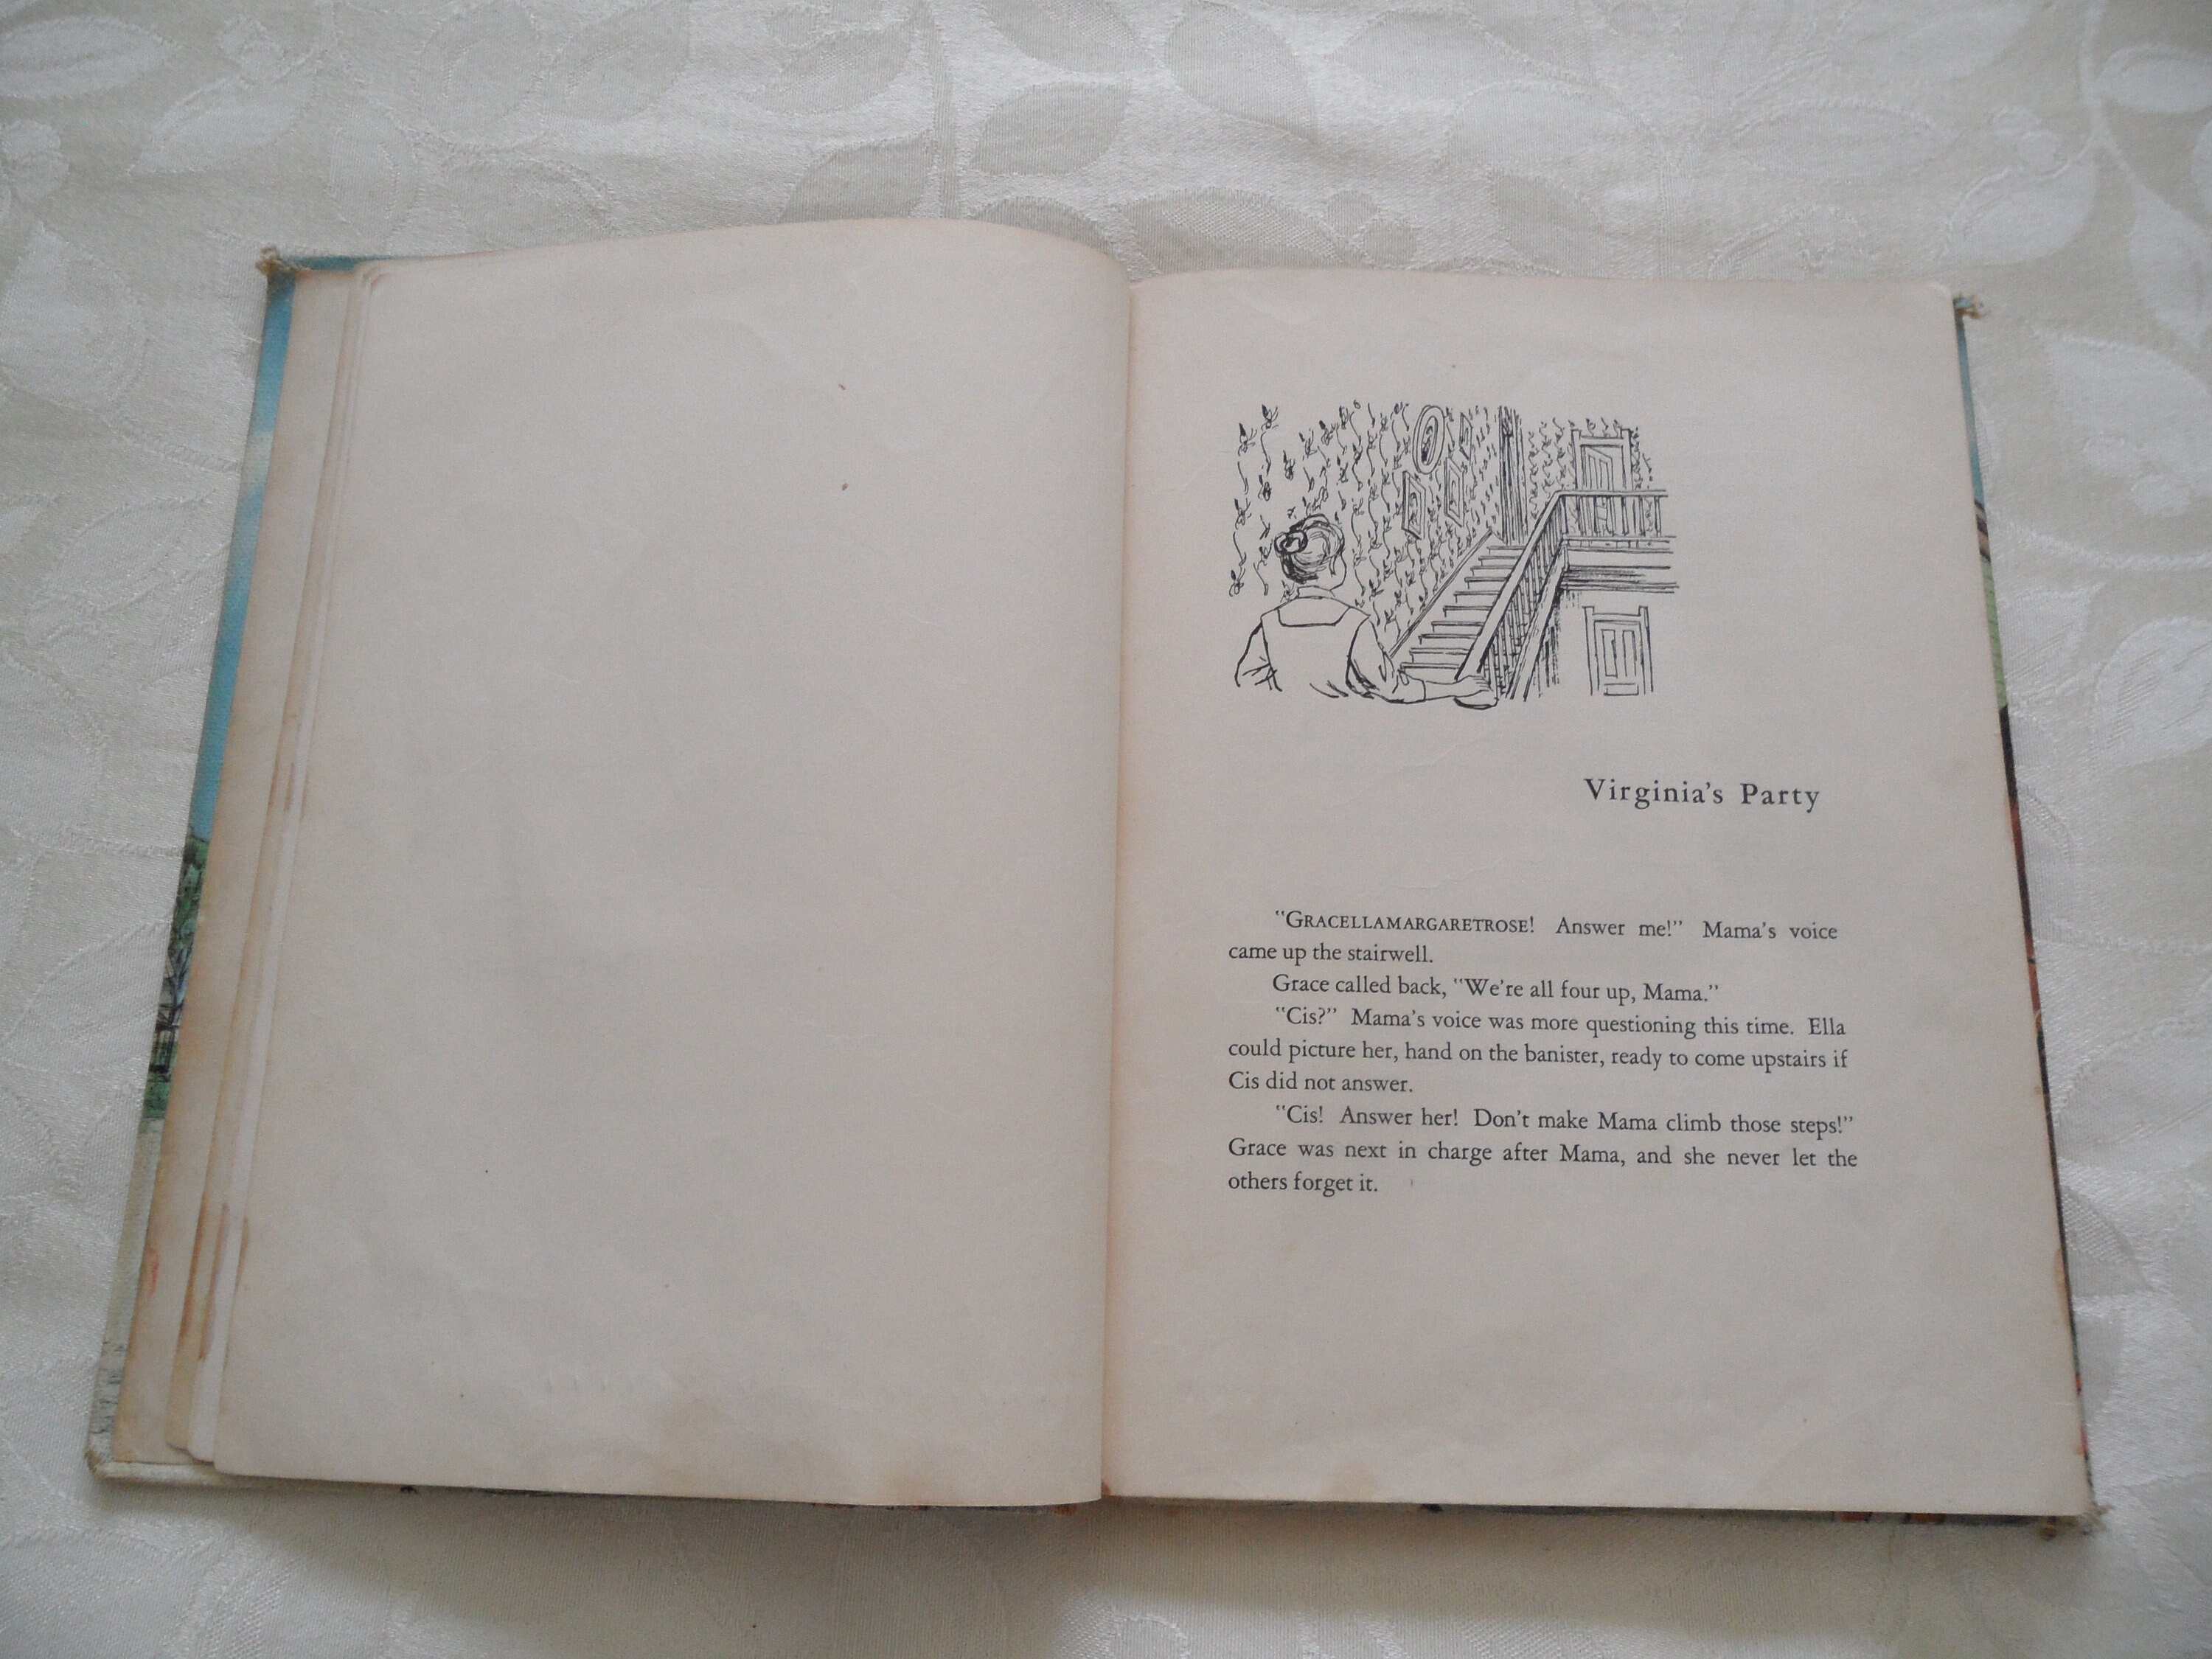 Virginia's Party
"GRACELLAMARGARETROSE! Answer me!" Mama's voice
came up the stairwell.
Grace called back, "We're all four up, Mama."
"Cis?" Mama's voice was more questioning this time. Ella
could picture her, hand on the banister, ready to come upstairs if
Cis did not answer.
"Cis! Answer her! Don't make Mama climb those steps!"
Grace was next in charge after Mama, and she never let the
others forget it.